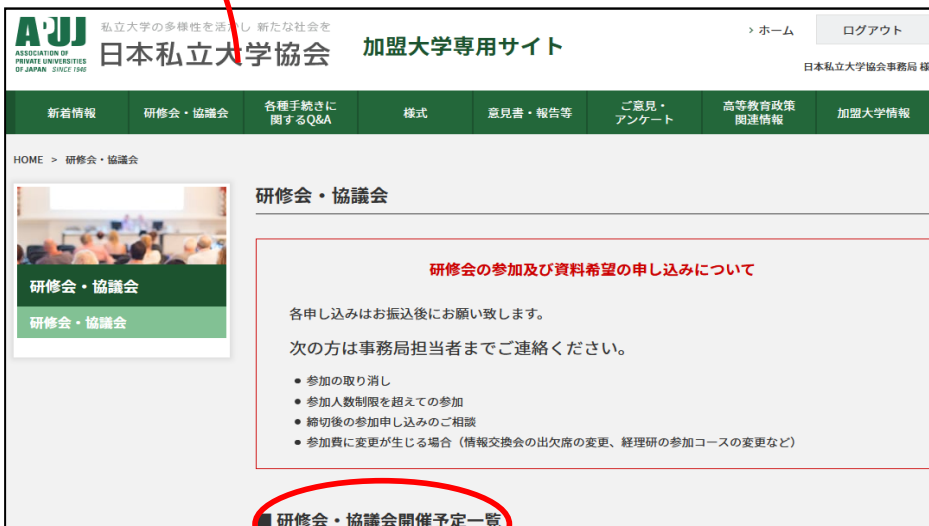 APUJ
ASSOCIATION OF
PRIVATE UNIVERSITIES
OF JAPAN SINCE 1946
私立大学の多様性を活かし 新たな社会を
日本私立大学協会
加盟大学専用サイト
> ホーム
ログアウト
日本私立大学協会事務局 様
新着情報
研修会・協議会
各種手続きに
関するQ&A
様式
意見書・報告等
ご意見・
アンケート
高等教育政策
関連情報
加盟大学情報
HOME > 研修会・協議会
研修会・協議会
研修会・協議会
研修会・協議会
研修会の参加及び資料希望の申し込みについて
各申し込みはお振込後にお願い致します。
次の方は事務局担当者までご連絡ください。
● 参加の取り消し
● 参加人数制限を超えての参加
● 締切後の参加申し込みのご相談
● 参加費に変更が生じる場合（情報交換会の出欠席の変更、経理研の参加コースの変更など）
■ 研修会・協議会開催予定一覧